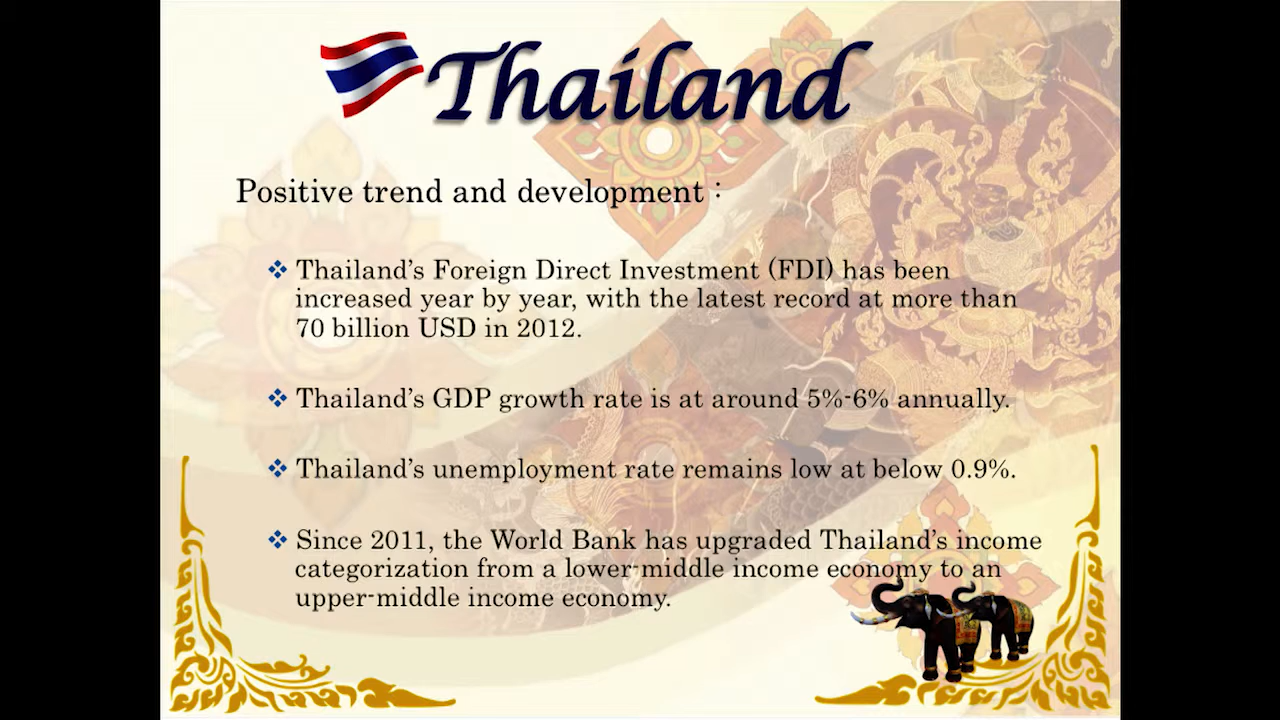 Thailand
Positive trend and development :
❖ Thailand’s Foreign Direct Investment (FDI) has been
increased year by year, with the latest record at more than
70 billion USD in 2012.
❖ Thailand’s GDP growth rate is at around 5%-6% annually.
❖ Thailand’s unemployment rate remains low at below 0.9%.
❖ Since 2011, the World Bank has upgraded Thailand’s income
categorization from a lower-middle income economy to an
upper-middle income economy.